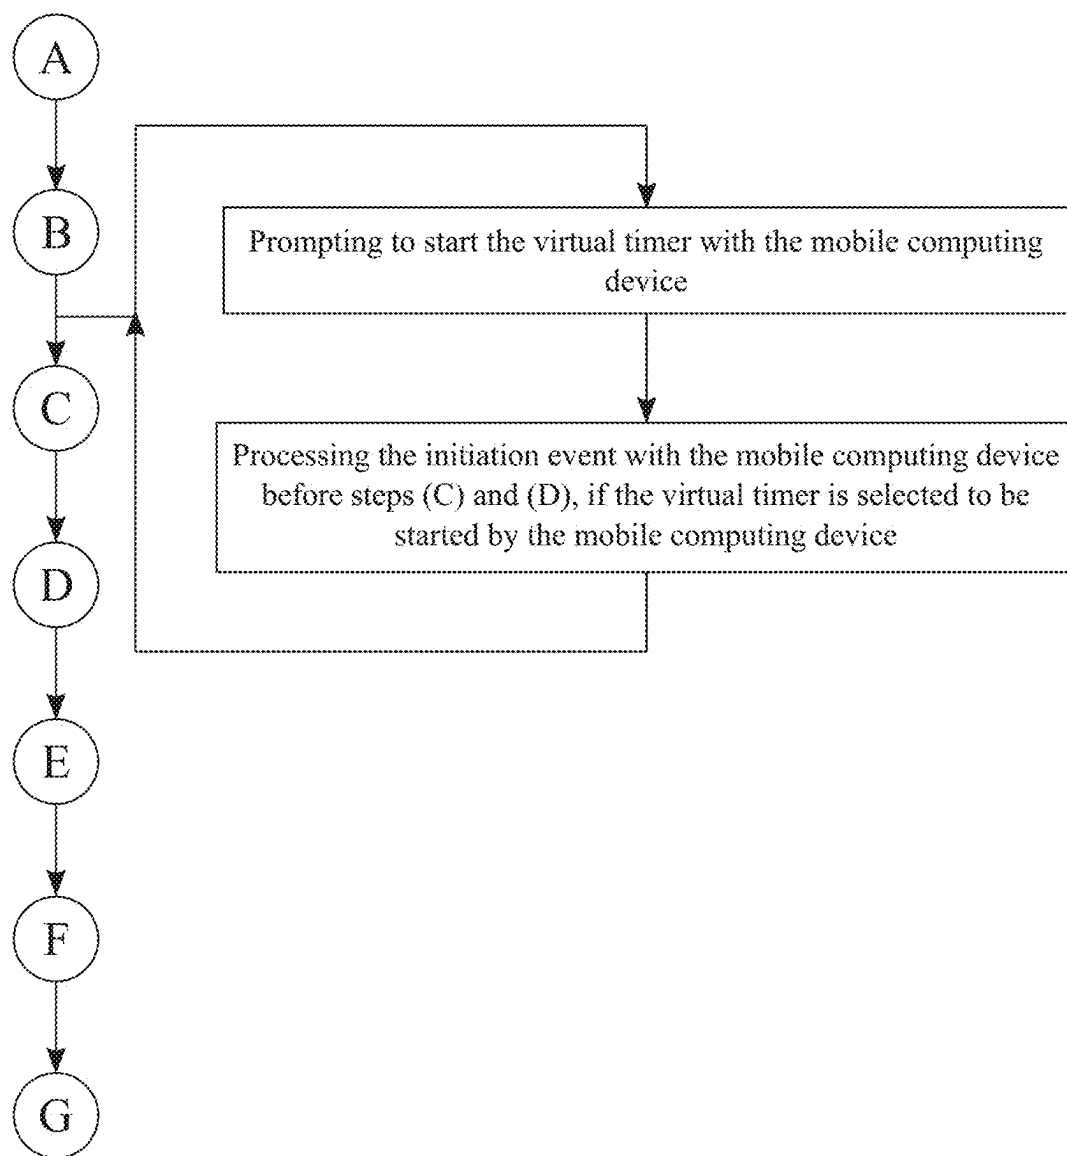 A
B
Prompting to start the virtual timer with the mobile computing
device
C
Processing the initiation event with the mobile computing device
before steps (C) and (D), if the virtual timer is selected to be
started by the mobile computing device
D
E
F
G